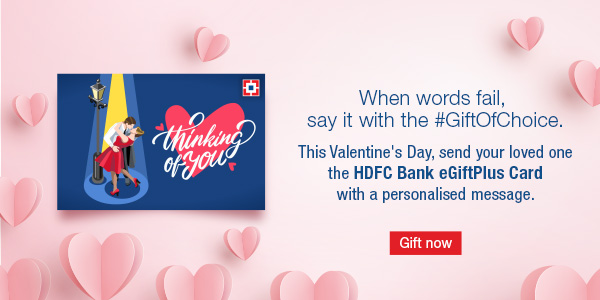 thinking
of you
When words fail,
say it with the #GiftOfChoice.
This Valentine's Day, send your loved one
the HDFC Bank eGiftPlus Card
with a personalised message.
Gift now